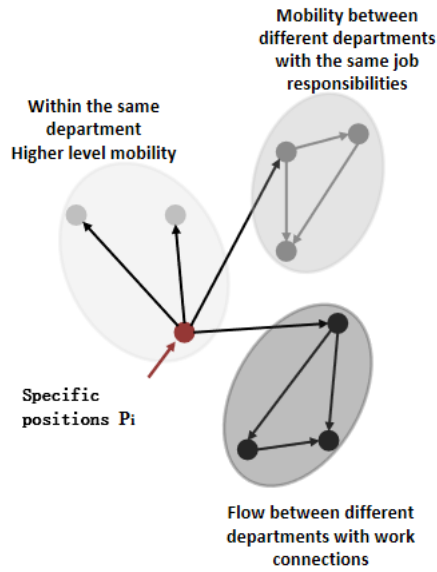 Mobility between
different departments
with the same job
responsibilities
Within the same
department
Higher level mobility
Specific
positions Pi
Flow between different
departments with work
connections